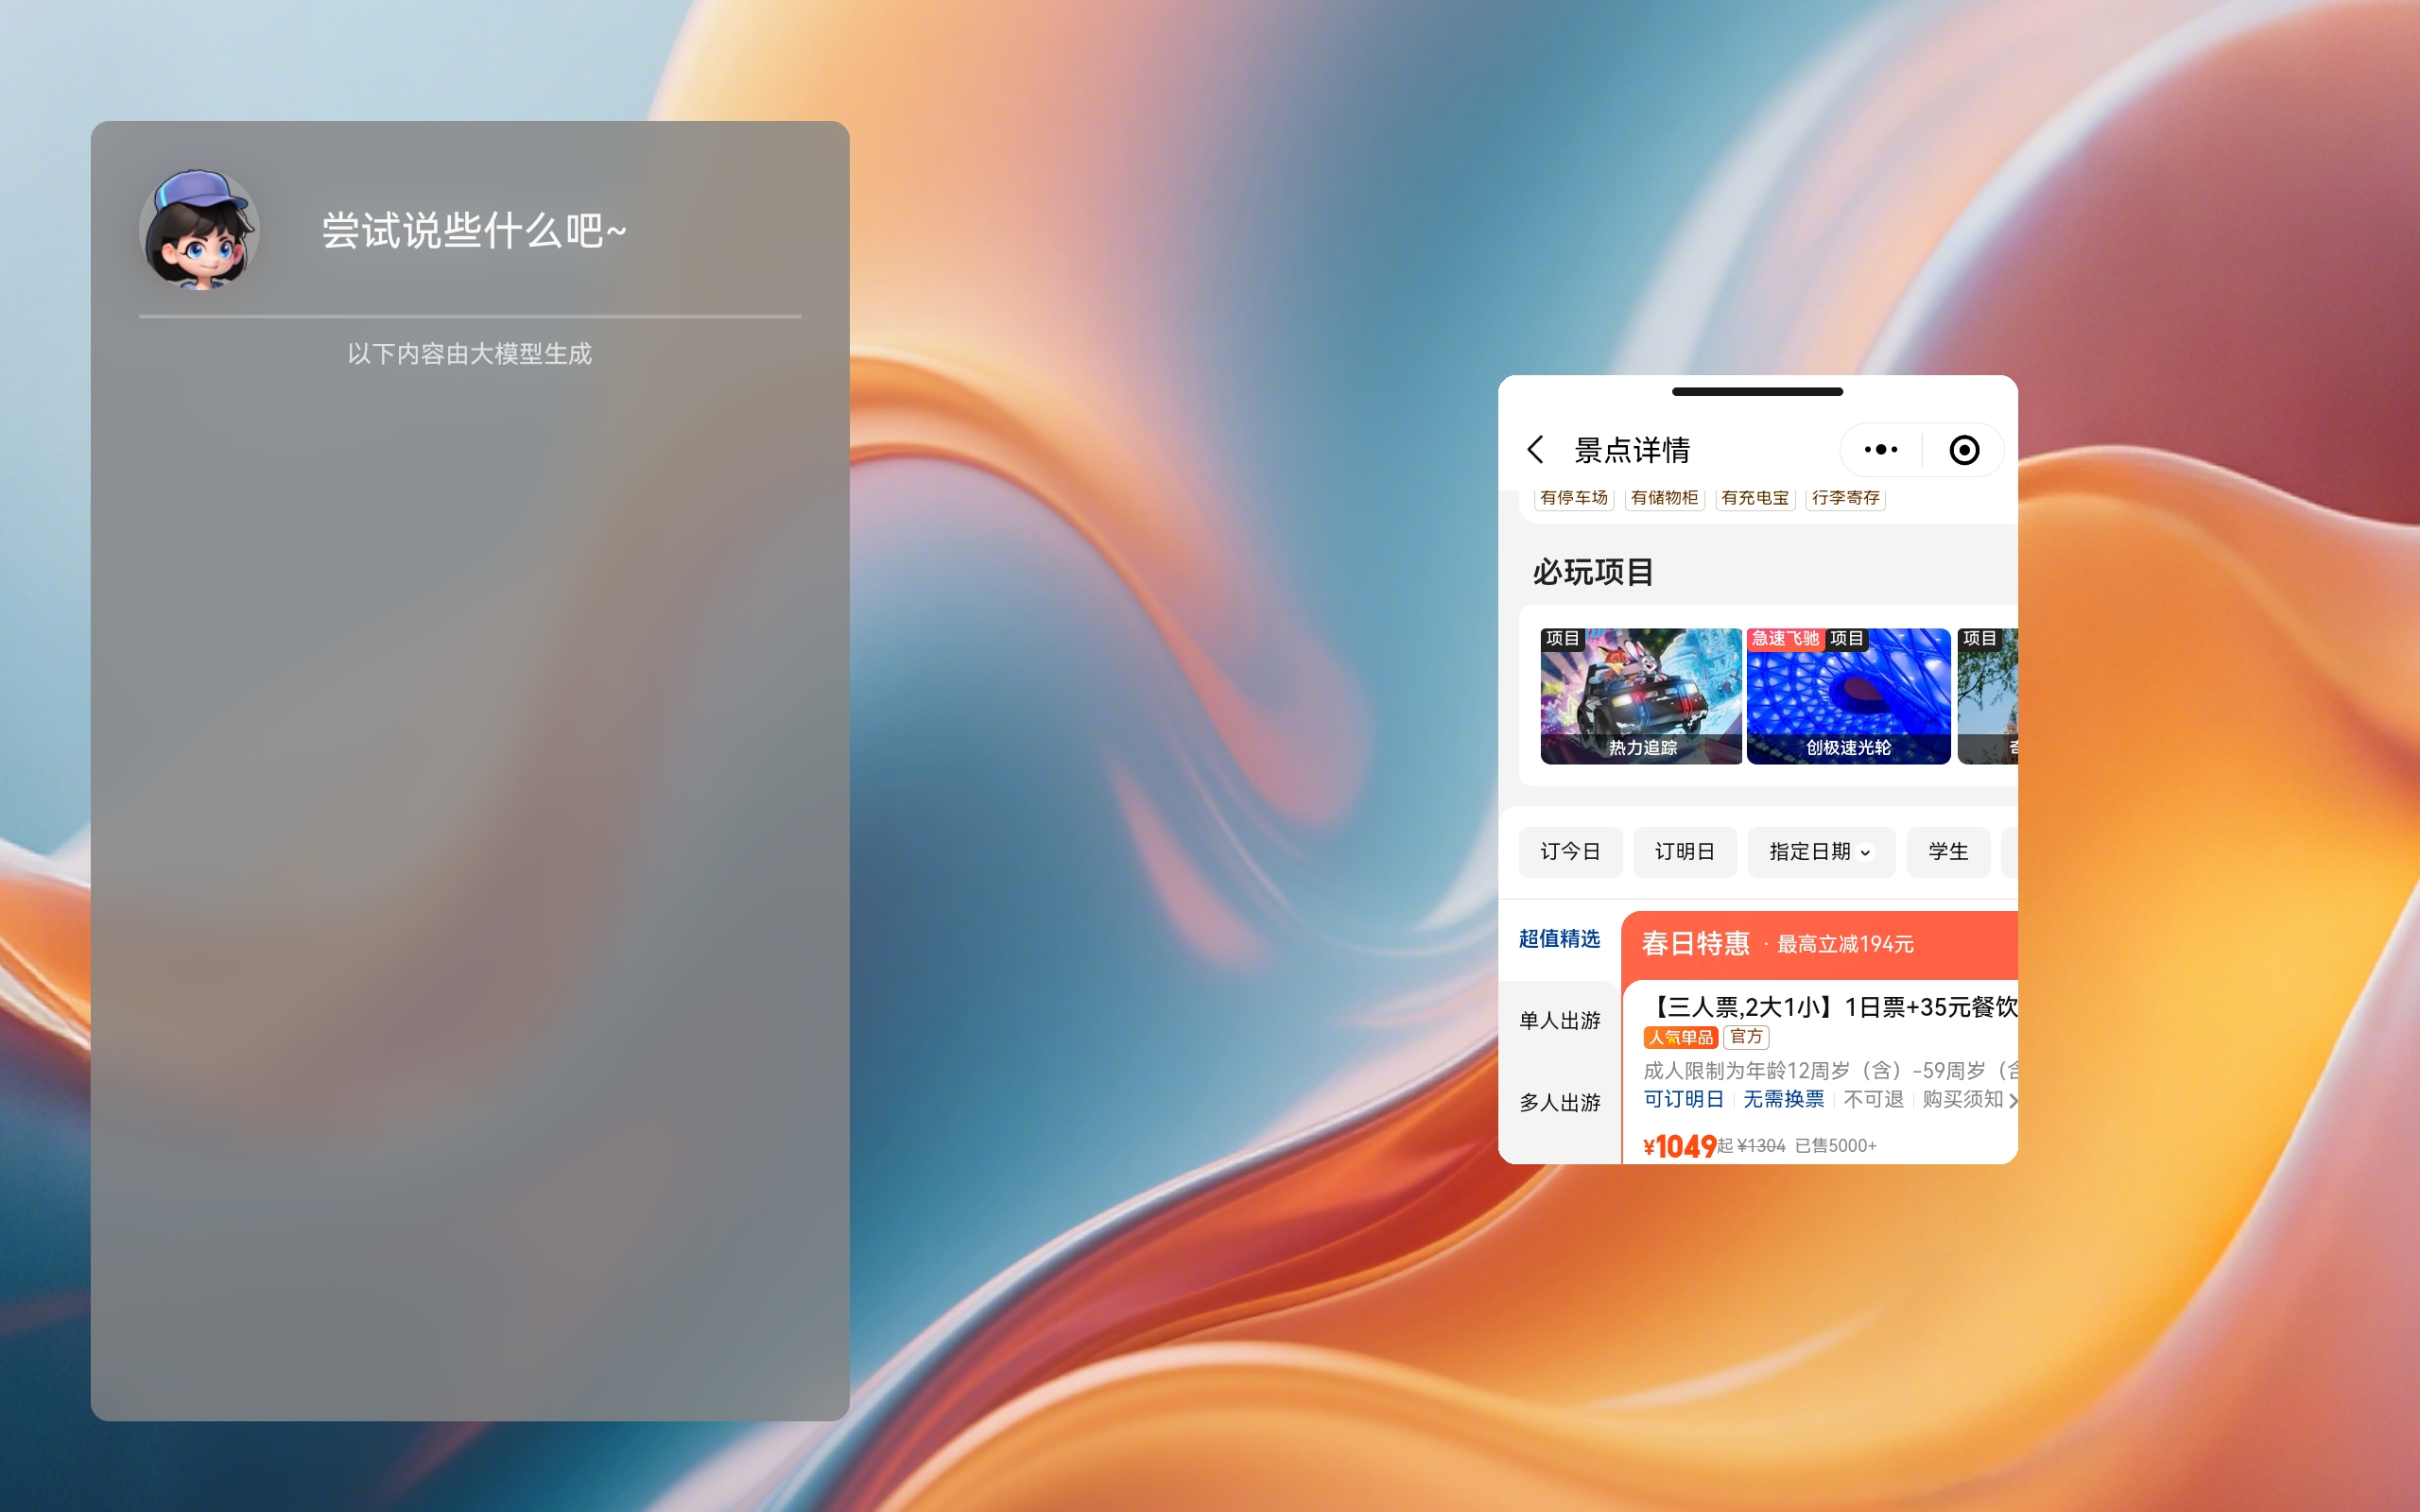 尝试说些什么吧~
以下内容由大模型生成
景点详情
有停车场 有储物柜 有充电宝 行李寄存
必玩项目
项目 急速飞驰 项目 项目
热力追踪 创极速光轮
订今日 订明日 指定日期 学生
超值精选
单人出游
多人出游
春日特惠 · 最高立减194元
【三人票,2大1小】1日票+35元餐饮
人气单品 官方
成人限制为年龄12周岁（含）-59周岁（含
可订明日 无需换票 不可退 购买须知
¥1049起 ¥1304 已售5000+